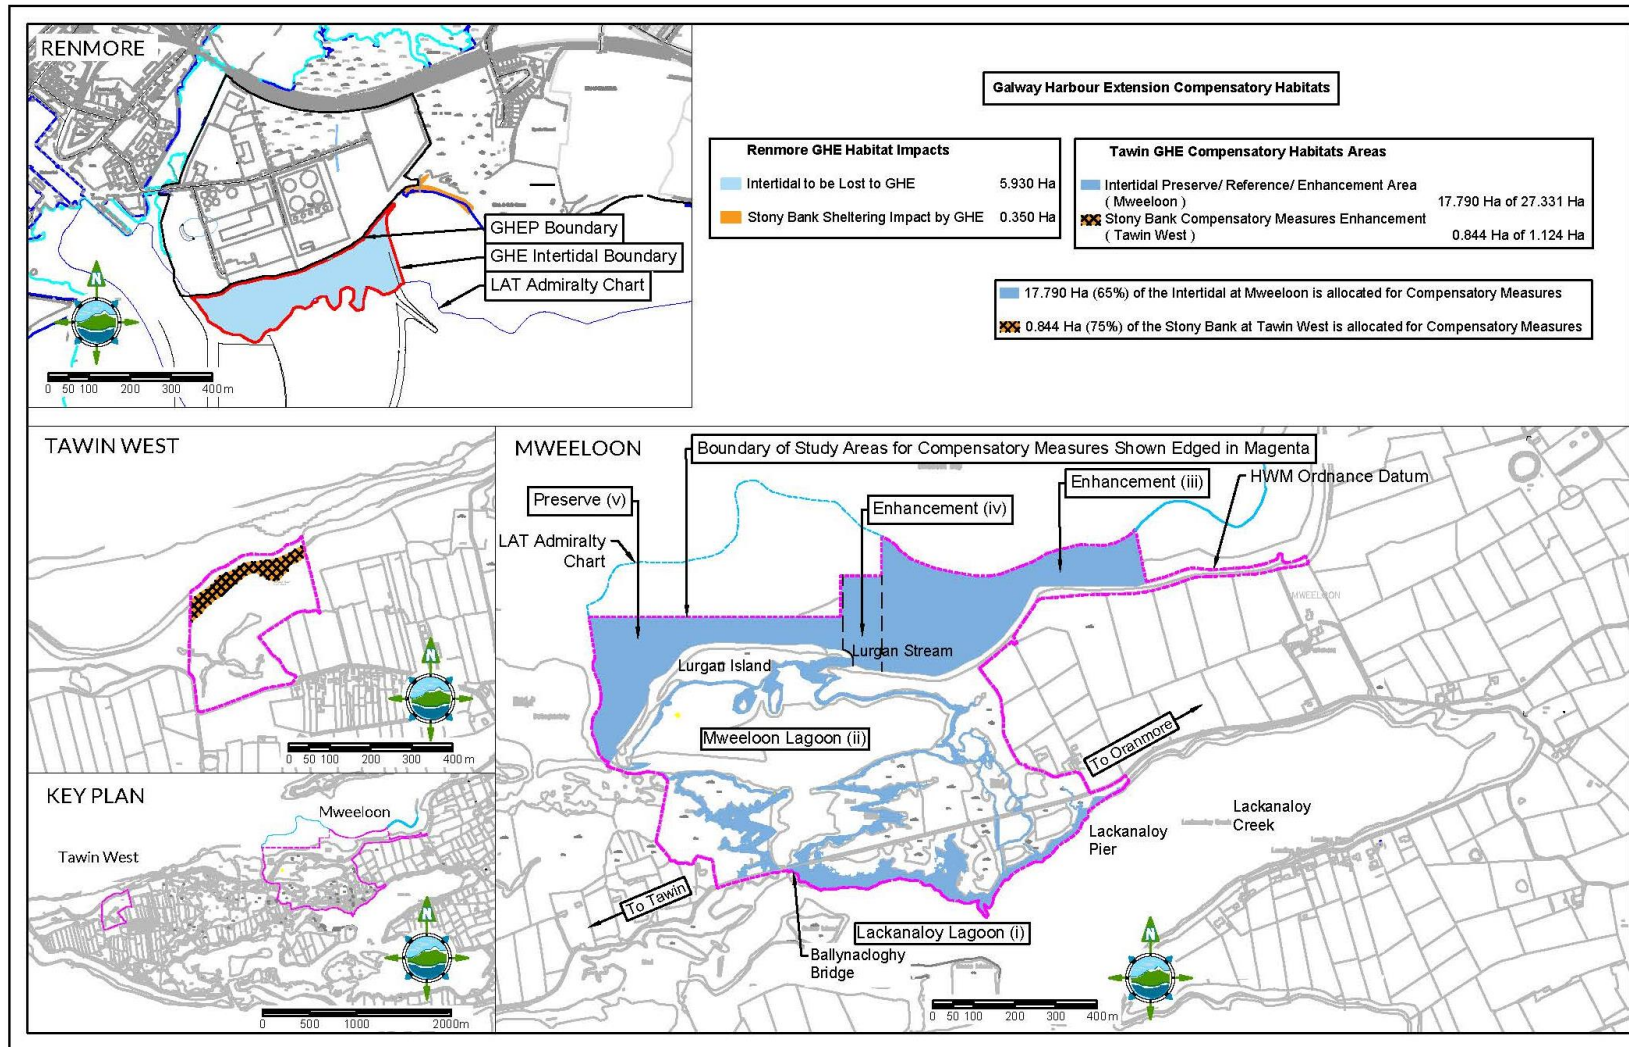 RENMORE
GHEP Boundary
GHE Intertidal Boundary
LAT Admiralty Chart
N
0 50 100 200 300 400m
Galway Harbour Extension Compensatory Habitats
Renmore GHE Habitat Impacts
Intertidal to be Lost to GHE 5.930 Ha
Stony Bank Sheltering Impact by GHE 0.350 Ha
Tawin GHE Compensatory Habitats Areas
Intertidal Preserve/ Reference/ Enhancement Area
( Mweeloon ) 17.790 Ha of 27.331 Ha
Stony Bank Compensatory Measures Enhancement
( Tawin West ) 0.844 Ha of 1.124 Ha
17.790 Ha (65%) of the Intertidal at Mweeloon is allocated for Compensatory Measures
0.844 Ha (75%) of the Stony Bank at Tawin West is allocated for Compensatory Measures
TAWIN WEST
N
0 50 100 200 300 400 m
KEY PLAN
Mweeloon
Tawin West
N
0 500 1000 2000m
MWEELOON
Boundary of Study Areas for Compensatory Measures Shown Edged in Magenta
Preserve (v)
Enhancement (iv)
Enhancement (iii)
HWM Ordnance Datum
LAT Admiralty
Chart
MWEELOON
Lurgan Island
Lurgan Stream
Mweeloon Lagoon (ii)
To Oranmore
Lackanaloy
Creek
Lackanaloy
Pier
To Tawin
Lackanaloy Lagoon (i)
Ballynacloghy
Bridge
N
0 50 100 200 300 400 m